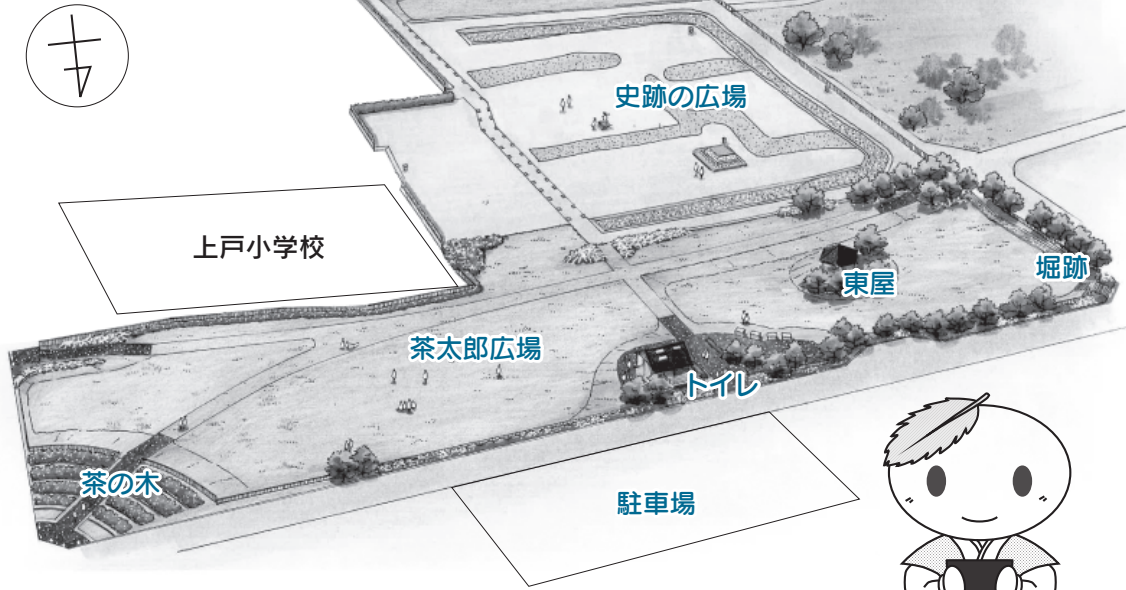 史跡の広場
上戸小学校
東屋
堀跡
茶太郎広場
トイレ
茶の木
駐車場